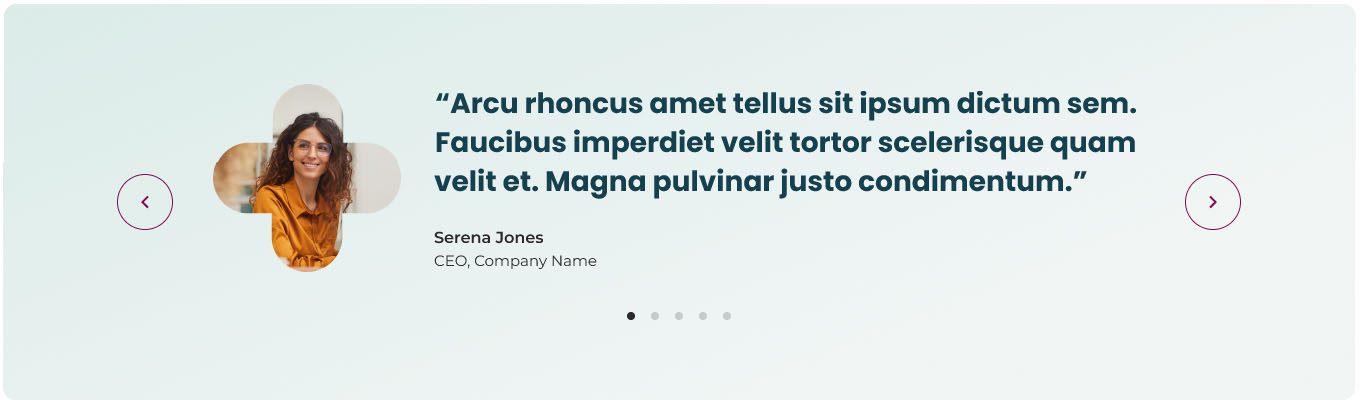 “Arcu rhoncus amet tellus sit ipsum dictum sem.
Faucibus imperdiet velit tortor scelerisque quam
velit et. Magna pulvinar justo condimentum.”
Serena Jones
CEO, Company Name